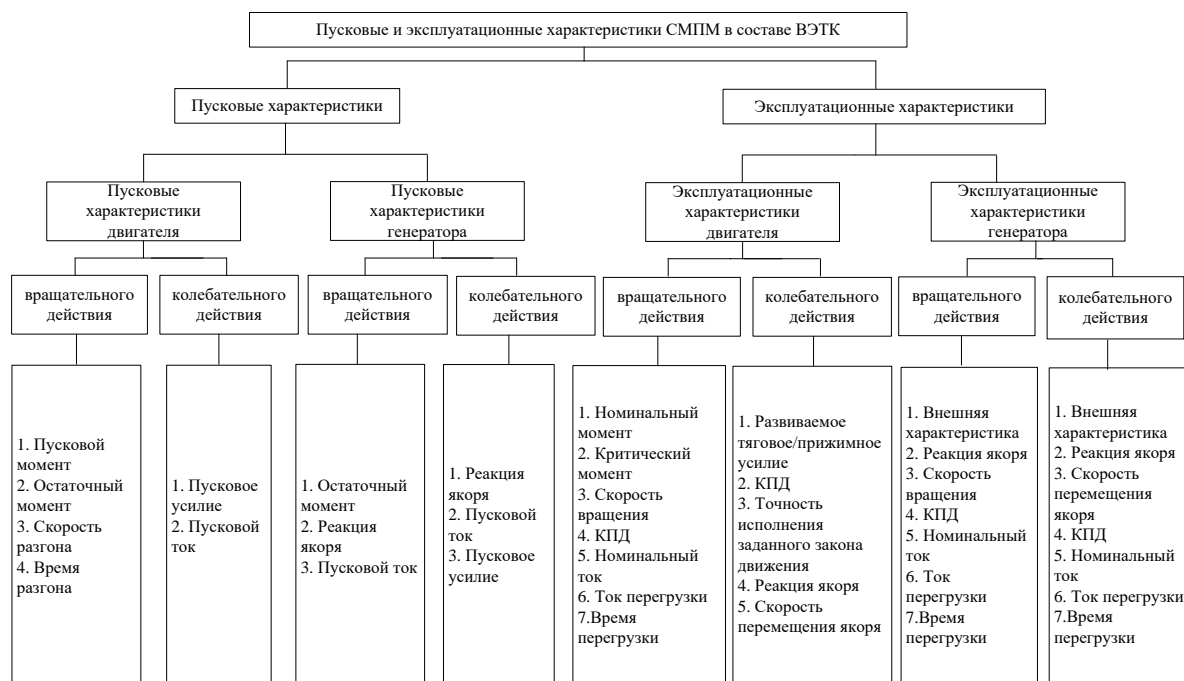 Пусковые и эксплуатационные характеристики СМПМ в составе ВЭТК
Пусковые характеристики
Эксплуатационные характеристики
Пусковые
характеристики
двигателя
Пусковые
характеристики
генератора
Эксплуатационные
характеристики
двигателя
Эксплуатационные
характеристики
генератора
вращательного
действия
колебательного
действия
вращательного
действия
колебательного
действия
вращательного
действия
колебательного
действия
вращательного
действия
колебательного
действия
1. Пусковой
момент
2. Остаточный
момент
3. Скорость
разгона
4. Время
разгона
1. Пусковое
усилие
2. Пусковой
ток
1. Остаточный
момент
2. Реакция
якоря
3. Пусковой ток
1. Реакция
якоря
2. Пусковой
ток
3. Пусковое
усилие
1. Номинальный
момент
2. Критический
момент
3. Скорость
вращения
4. КПД
5. Номинальный
ток
6. Ток перегрузки
7.Время
перегрузки
1. Развиваемое
тяговое/прижимное
усилие
2. КПД
3. Точность
исполнения
заданного закона
движения
4. Реакция якоря
5. Скорость
перемещения якоря
1. Внешняя
характеристика
2. Реакция якоря
3. Скорость
вращения
4. КПД
5. Номинальный
ток
6. Ток
перегрузки
7.Время
перегрузки
1. Внешняя
характеристика
2. Реакция якоря
3. Скорость
перемещения
якоря
4. КПД
5. Номинальный
ток
6. Ток перегрузки
7.Время
перегрузки